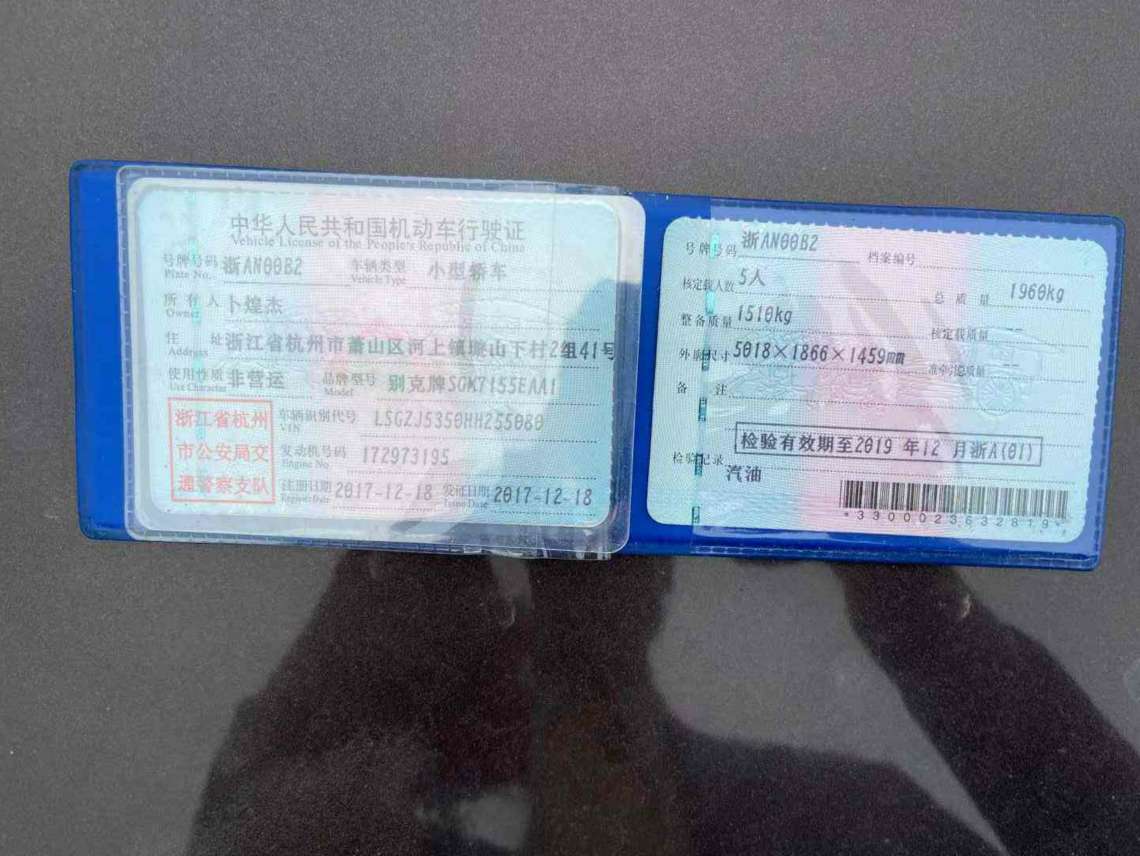 中华人民共和国机动车行驶证
Vehicle License of the People's Republic of China
号牌号码 浙AN00B2 车辆类型 小型轿车
Plate No. Vehicle Type
所有人 卜煌杰
Owner
住址 浙江省杭州市萧山区河上镇璇山下村2组41号
Address
使用性质 非营运 品牌型号 别克牌SGM7155EAA1
Use Character Model
浙江省杭州
市公安局交
通警察支队
车辆识别代号 LSGZJ5350HH255080
VIN
发动机号码 172973195
Engine No.
注册日期 2017-12-18 发证日期 2017-12-18
Register Date Issue Date
号牌号码 浙AN00B2 档案编号
核定载人数 5人 总质量 1960kg
整备质量 1510kg 核定载质量 --
外廓尺寸 5018×1866×1459mm 准牵引总质量 --
备注
检验有效期至2019年12月浙A(01)
检验记录
汽油
*3300023632819*